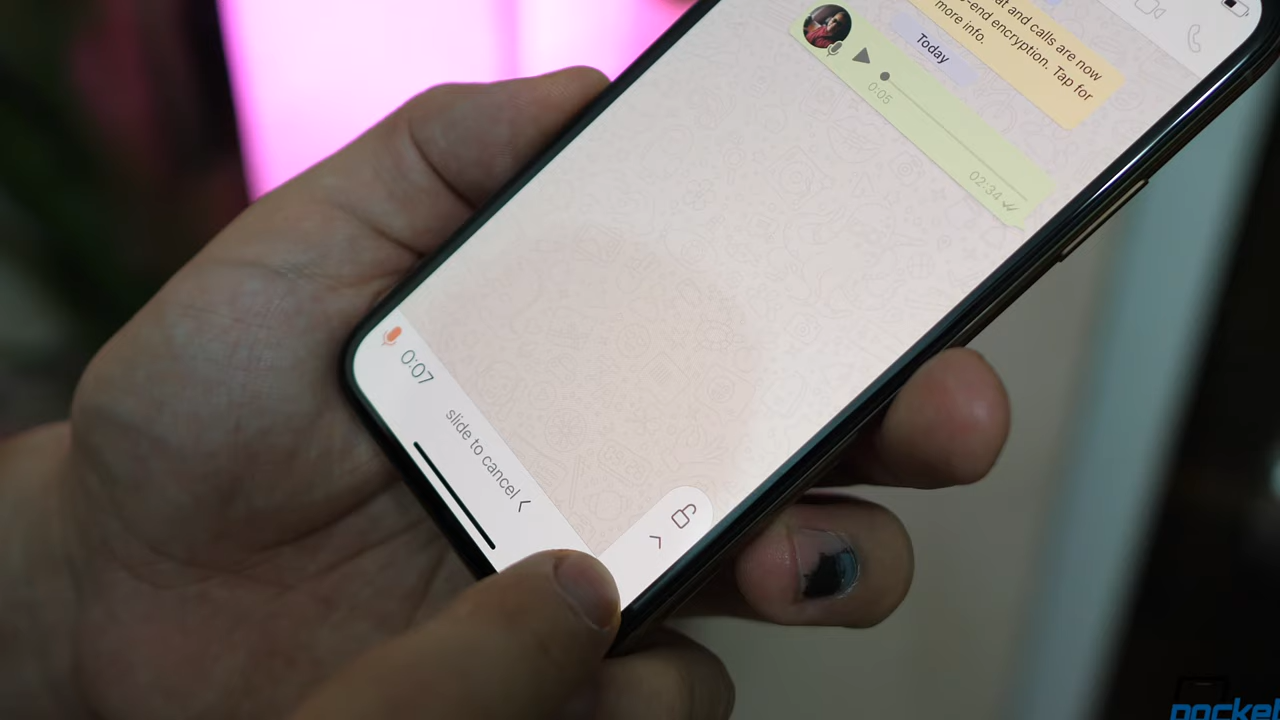 at and calls are now
-end encryption. Tap for
more info.
Today
0:05
02:34
0:07
slide to cancel <
pocket